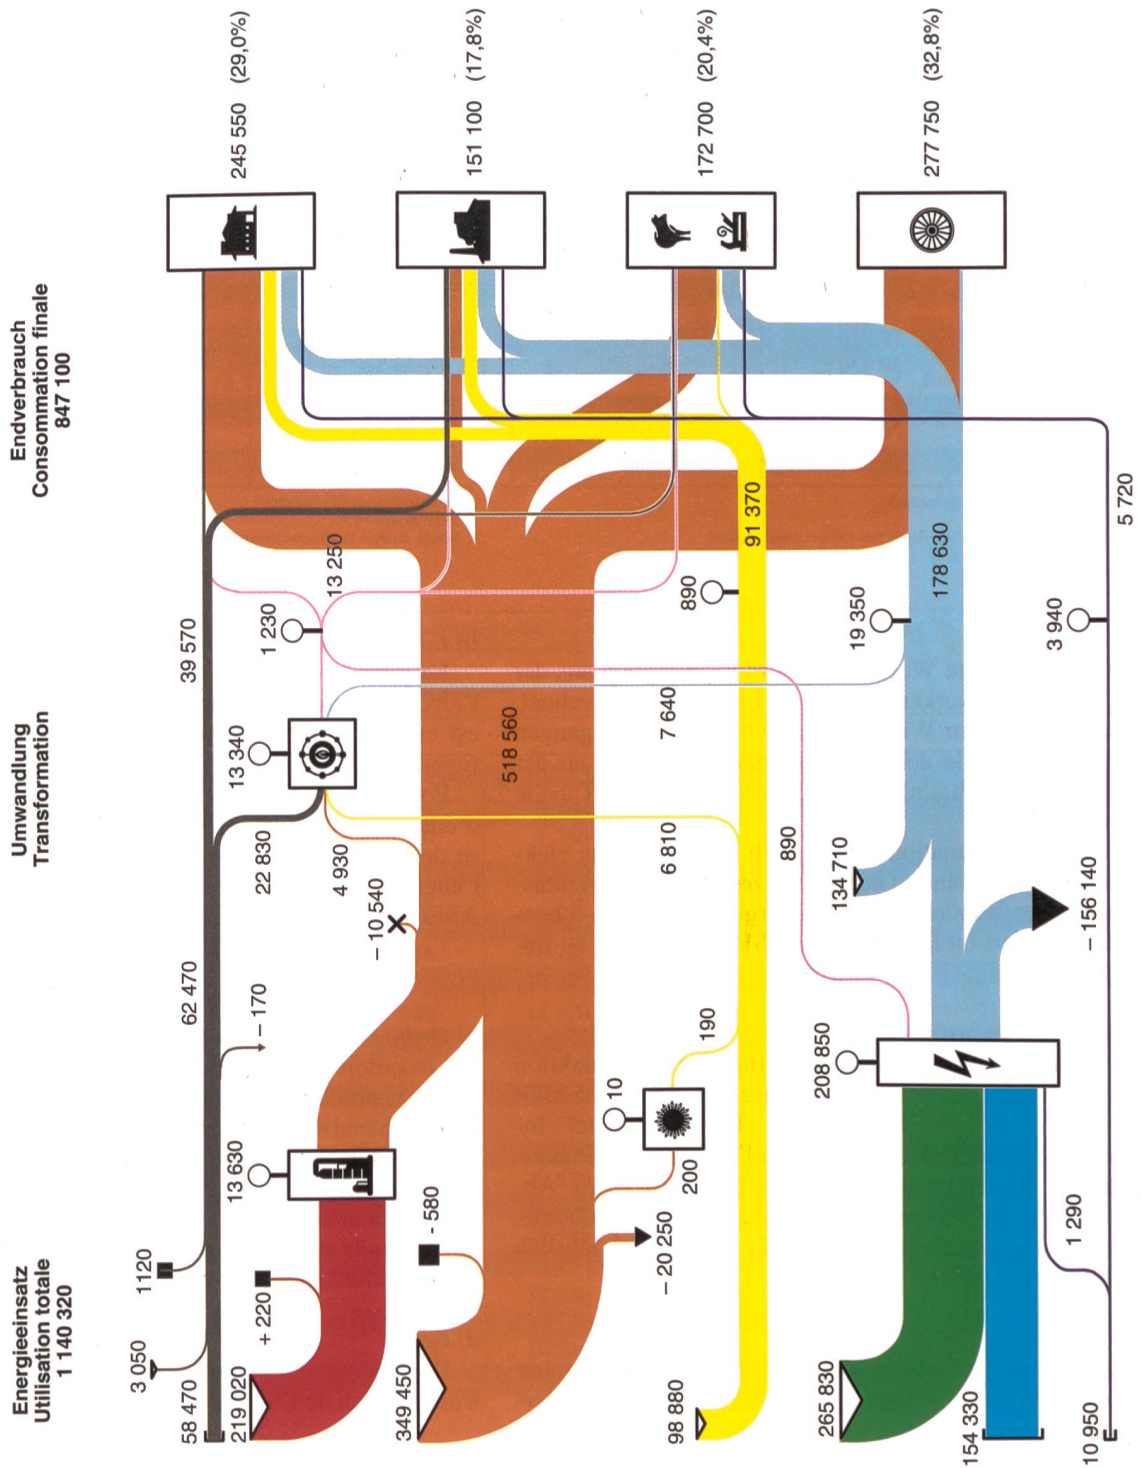 Energieeinsatz
Utilisation totale
1 140 320
Umwandlung
Transformation
Endverbrauch
Consommation finale
847 100
3 050
1120
58 470
62 470
39 570
245 550 (29,0%)
– 170
219 020
+ 220
13 630
22 830
13 340
1 230
13 250
4 930
– 10 540
349 450
- 580
518 560
151 100 (17,8%)
– 20 250
200
10
190
6 810
7 640
890
98 880
91 370
172 700 (20,4%)
890
265 830
208 850
134 710
19 350
178 630
277 750 (32,8%)
154 330
1 290
– 156 140
3 940
10 950
5 720